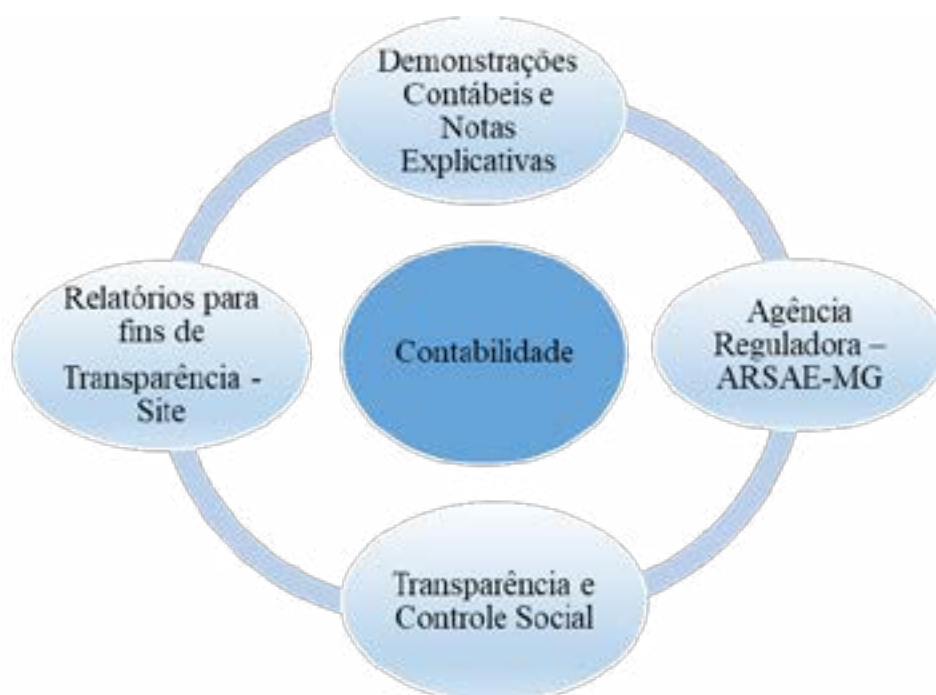 Demonstrações
Contábeis e
Notas
Explicativas
Relatórios para
fins de
Transparência -
Site
Contabilidade
Agência
Reguladora –
ARSAE-MG
Transparência e
Controle Social